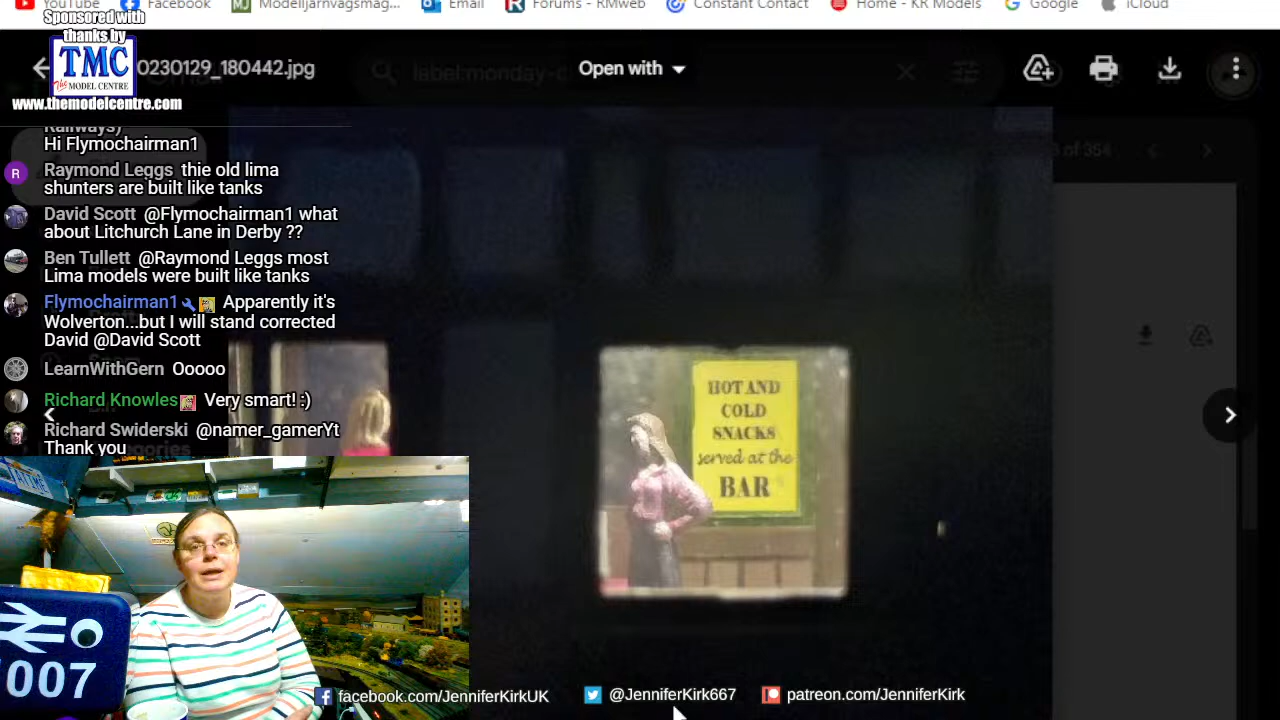 YouTube
Facebook
Modelljärnvägsmag...
Email
Forums - RMweb
Constant Contact
Home - KR Models
Google
iCloud
Sponsored with
thanks by
TMC
The MODEL CENTRE
www.themodelcentre.com
0230129_180442.jpg
Open with
of 354
Railways)
Hi Flymochairman1
Raymond Leggs thie old lima
shunters are built like tanks
David Scott @Flymochairman1 what
about Litchurch Lane in Derby ??
Ben Tullett @Raymond Leggs most
Lima models were built like tanks
Flymochairman1 Apparently it's
Wolverton...but I will stand corrected
David @David Scott
LearnWithGern Ooooo
Richard Knowles Very smart! :)
Richard Swiderski @namer_gamerYt
Thank you
HOT AND
COLD
SNACKS
served at the
BAR
007
facebook.com/JenniferKirkUK
@JenniferKirk667
patreon.com/JenniferKirk